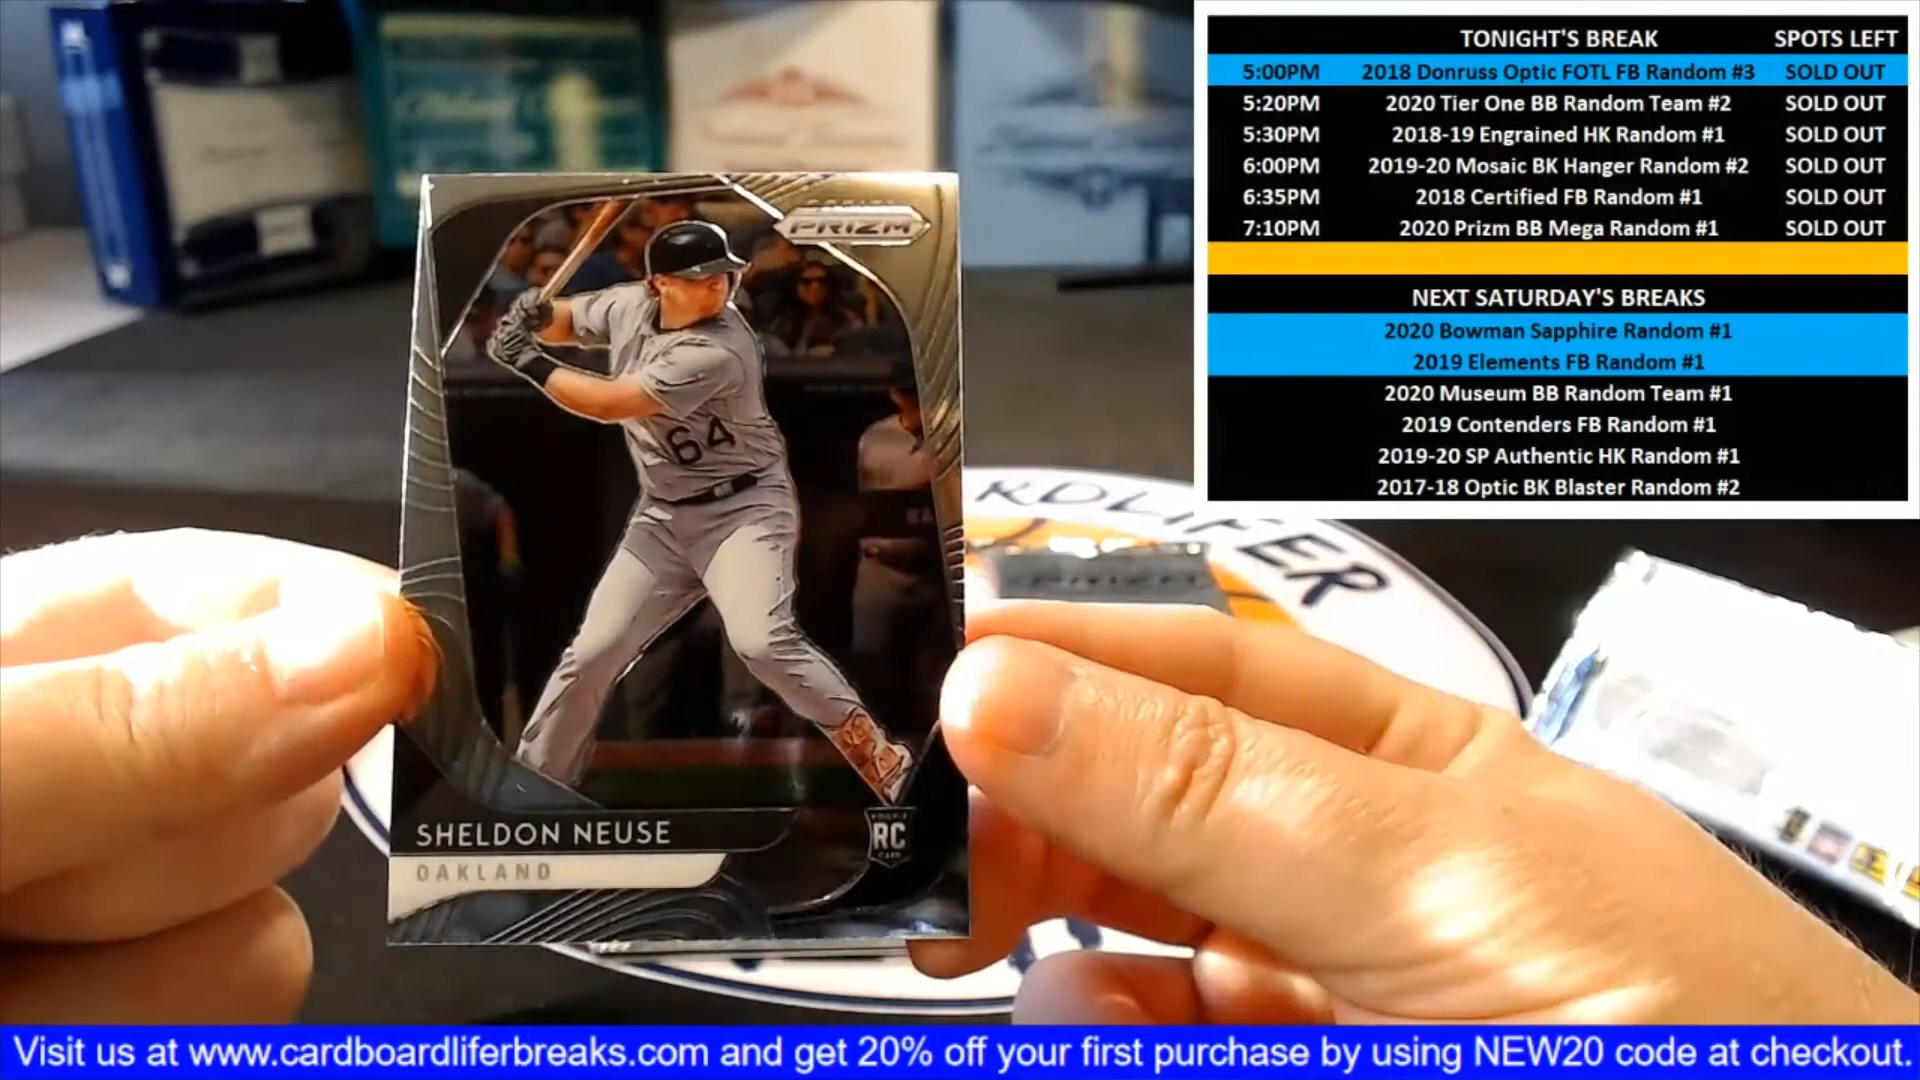 TONIGHT'S BREAK SPOTS LEFT
5:00PM 2018 Donruss Optic FOTL FB Random #3 SOLD OUT
5:20PM 2020 Tier One BB Random Team #2 SOLD OUT
5:30PM 2018-19 Engrained HK Random #1 SOLD OUT
6:00PM 2019-20 Mosaic BK Hanger Random #2 SOLD OUT
6:35PM 2018 Certified FB Random #1 SOLD OUT
7:10PM 2020 Prizm BB Mega Random #1 SOLD OUT
NEXT SATURDAY'S BREAKS
2020 Bowman Sapphire Random #1
2019 Elements FB Random #1
2020 Museum BB Random Team #1
2019 Contenders FB Random #1
2019-20 SP Authentic HK Random #1
2017-18 Optic BK Blaster Random #2
PANINI
PRIZM
64
RDLIFER
PRIZM
SHELDON NEUSE
OAKLAND
ROOKIE
RC
CARD
Visit us at www.cardboardliferbreaks.com and get 20% off your first purchase by using NEW20 code at checkout.